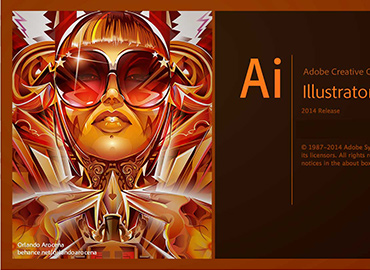 Ai
Adobe Creative C
Illustrator
2014 Release
© 1987-2014 Adobe Sy
its licensors. All rights r
notices in the about bo
Orlando Arocena
behance.net/orlandoarocena